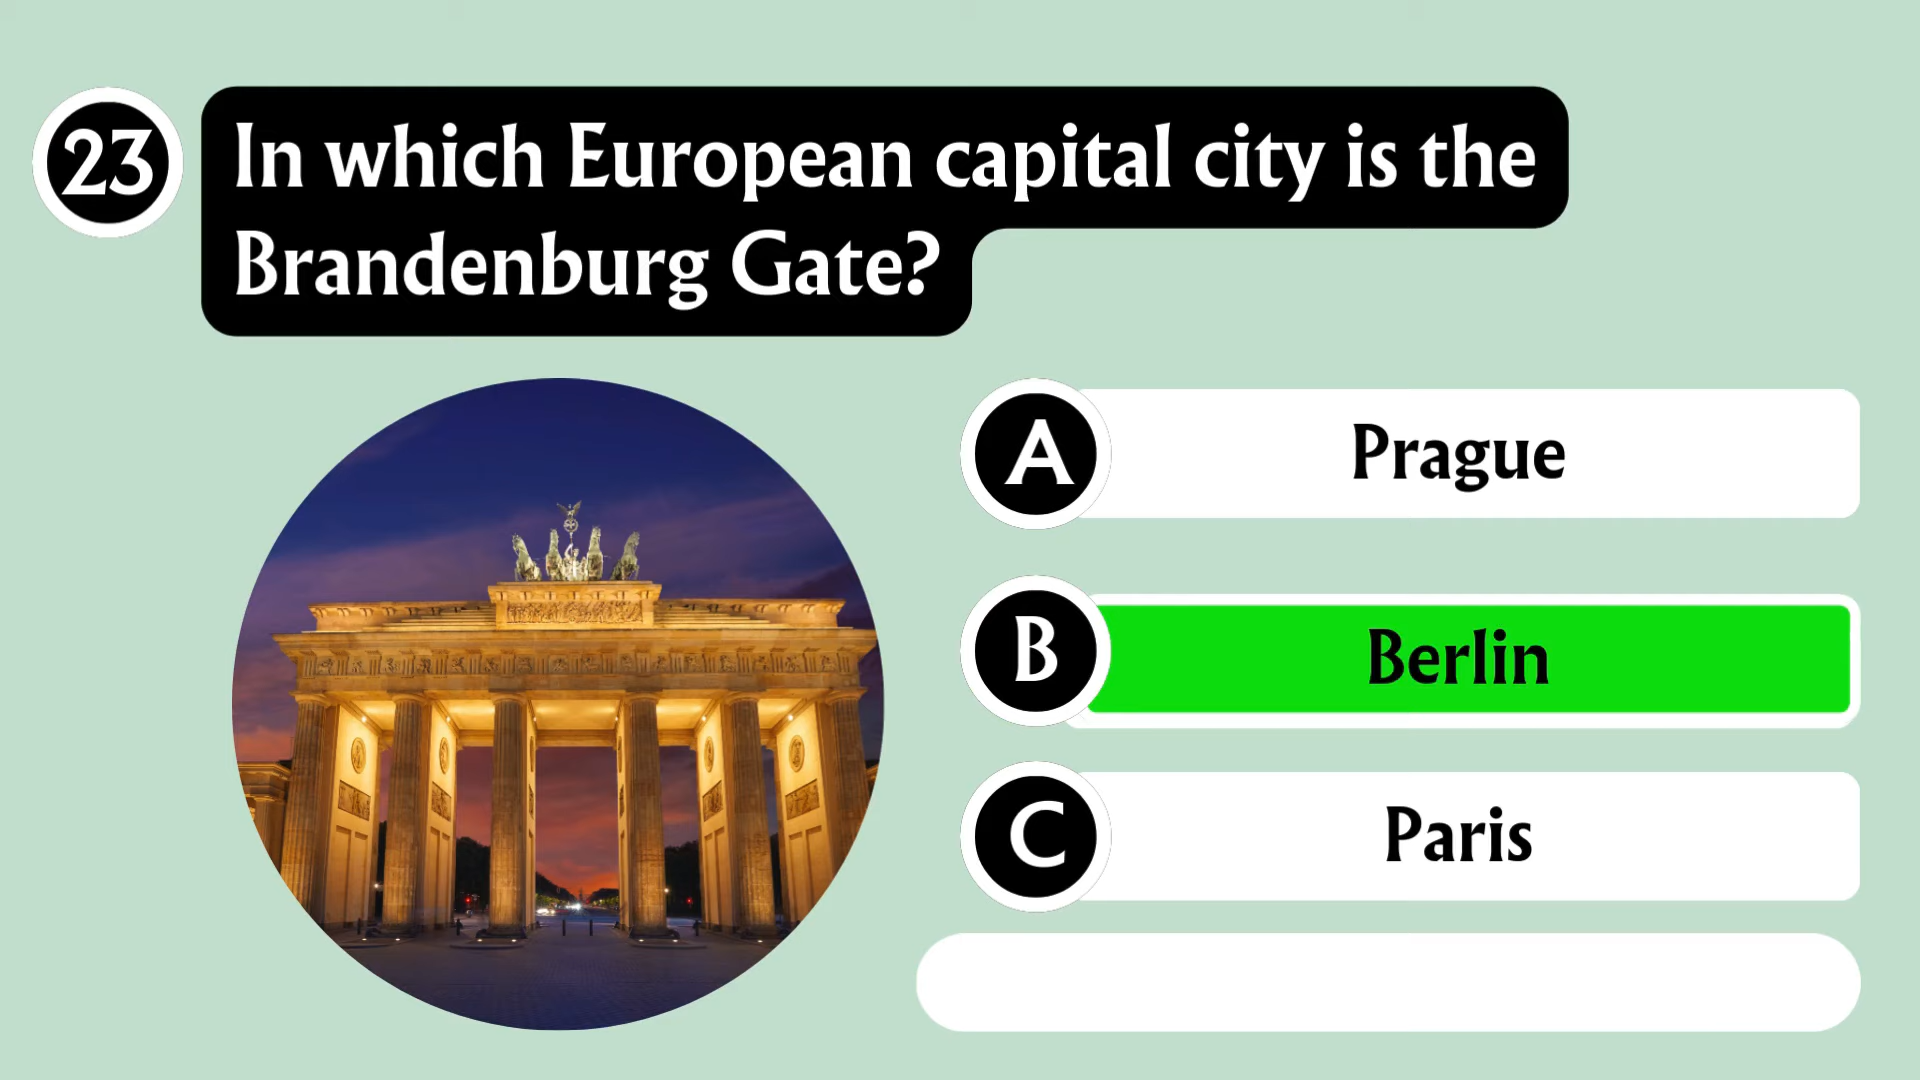 23
In which European capital city is the
Brandenburg Gate?
A
Prague
B
Berlin
C
Paris